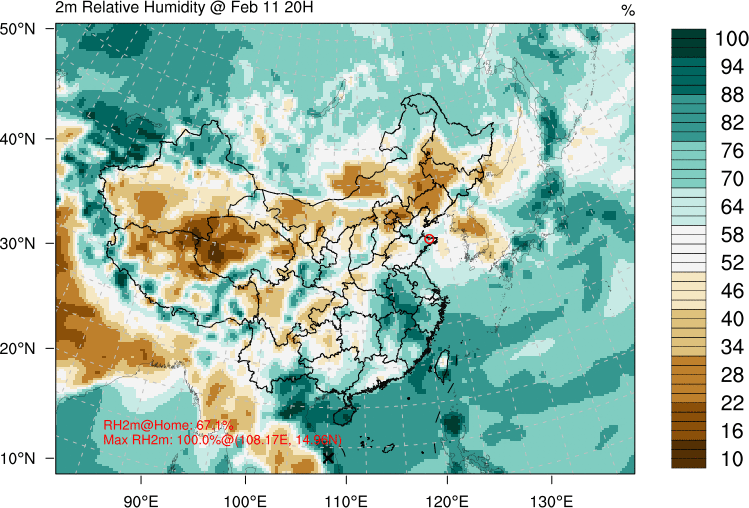 2m Relative Humidity @ Feb 11 20H
%
50°N
40°N
30°N
20°N
10°N
90°E
100°E
110°E
120°E
130°E
100
94
88
82
76
70
64
58
52
46
40
34
28
22
16
10
RH2m@Home: 67.1%
Max RH2m: 100.0%@(108.17E, 14.98N)